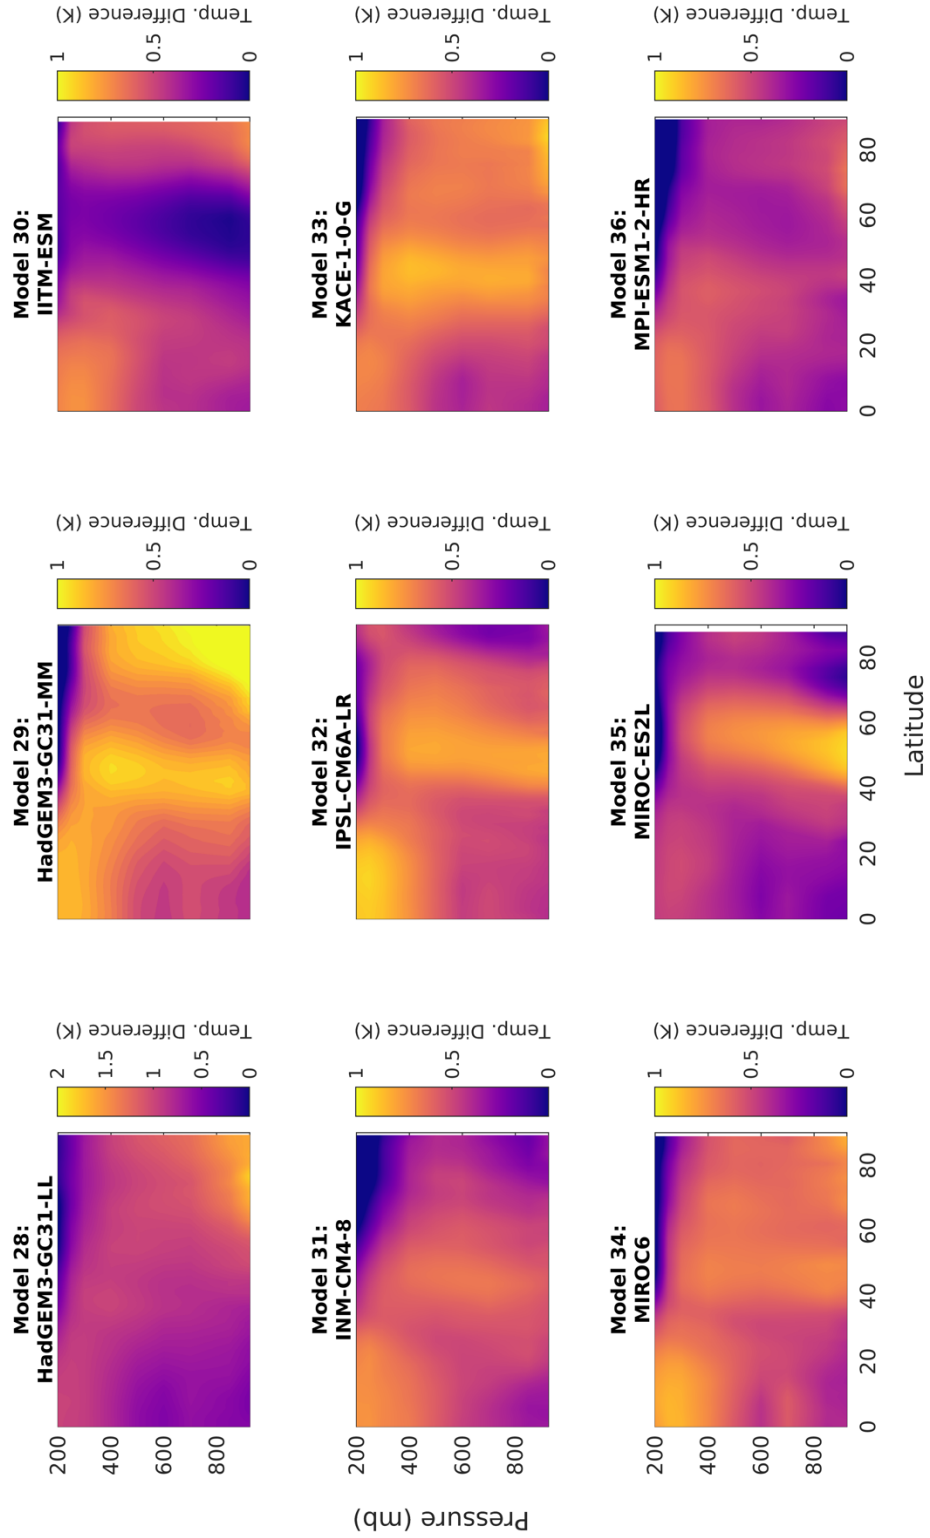 Model 28:
HadGEM3-GC31-LL
200
400
600
800
2
1.5
1
0.5
0
Temp. Difference (K)
Model 29:
HadGEM3-GC31-MM
1
0.5
0
Temp. Difference (K)
Model 30:
IITM-ESM
1
0.5
0
Temp. Difference (K)
Pressure (mb)
Model 31:
INM-CM4-8
200
400
600
800
1
0.5
0
Temp. Difference (K)
Model 32:
IPSL-CM6A-LR
1
0.5
0
Temp. Difference (K)
Model 33:
KACE-1-0-G
1
0.5
0
Temp. Difference (K)
Model 34:
MIROC6
200
400
600
800
0 20 40 60 80
1
0.5
0
Temp. Difference (K)
Model 35:
MIROC-ES2L
0 20 40 60 80
1
0.5
0
Temp. Difference (K)
Model 36:
MPI-ESM1-2-HR
0 20 40 60 80
1
0.5
0
Temp. Difference (K)
Latitude